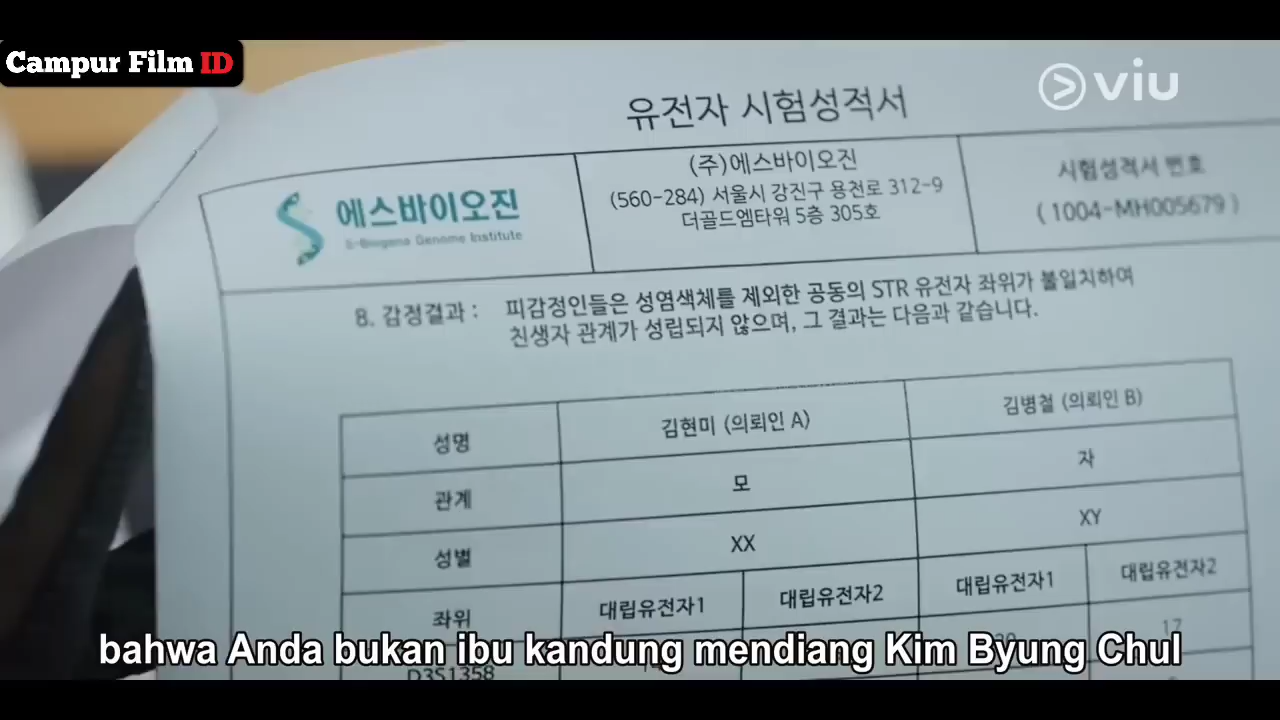 Campur Film ID
viu
유전자 시험성적서
에스바이오진
S-Biogene Genome Institute
(주)에스바이오진
(560-284) 서울시 강진구 용천로 312-9
더골드엠타워 5층 305호
시험성적서 번호
( 1004-MH005679 )
8. 감정결과 : 피감정인들은 성염색체를 제외한 공동의 STR 유전자 좌위가 불일치하여
친생자 관계가 성립되지 않으며, 그 결과는 다음과 같습니다.
성명 김현미 (의뢰인 A) 김병철 (의뢰인 B)
관계 모 자
성별 XX XY
좌위 대립유전자1 대립유전자2 대립유전자1 대립유전자2
D3S1358 17
bahwa Anda bukan ibu kandung mendiang Kim Byung Chul